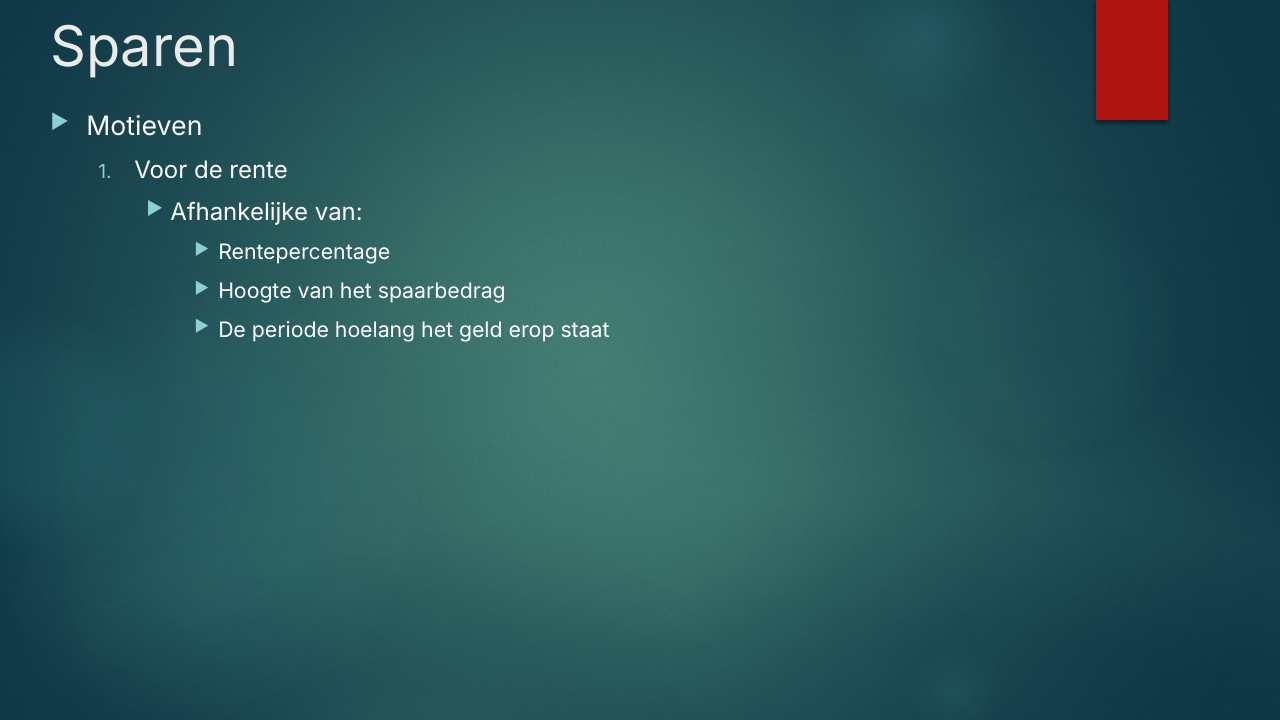 Sparen
Motieven
1. Voor de rente
Afhankelijke van:
Rentepercentage
Hoogte van het spaarbedrag
De periode hoelang het geld erop staat